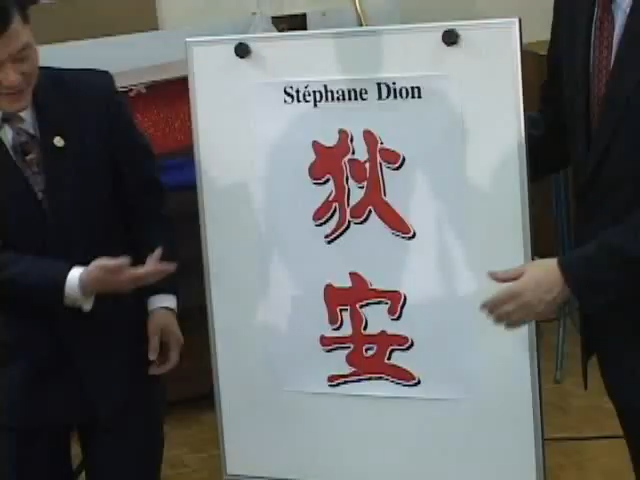 Stéphane Dion
狄
安